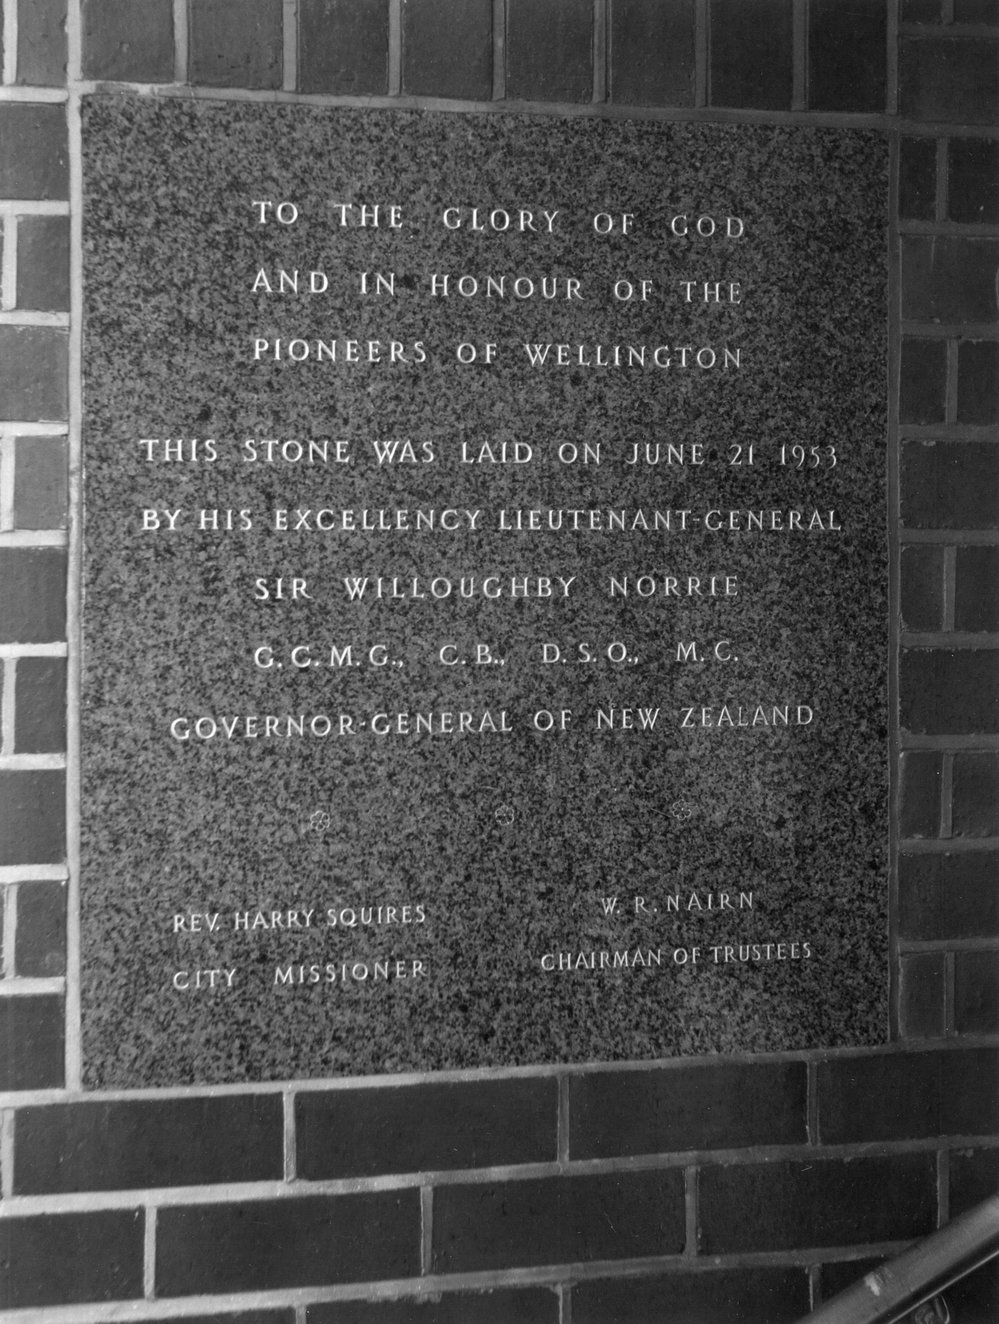 TO THE GLORY OF GOD
AND IN HONOUR OF THE
PIONEERS OF WELLINGTON
THIS STONE WAS LAID ON JUNE 21 1953
BY HIS EXCELLENCY LIEUTENANT-GENERAL
SIR WILLOUGHBY NORRIE
G.C.M.G., C.B., D.S.O., M.C.
GOVERNOR-GENERAL OF NEW ZEALAND
REV. HARRY SQUIRES
CITY MISSIONER
W. R. NAIRN
CHAIRMAN OF TRUSTEES